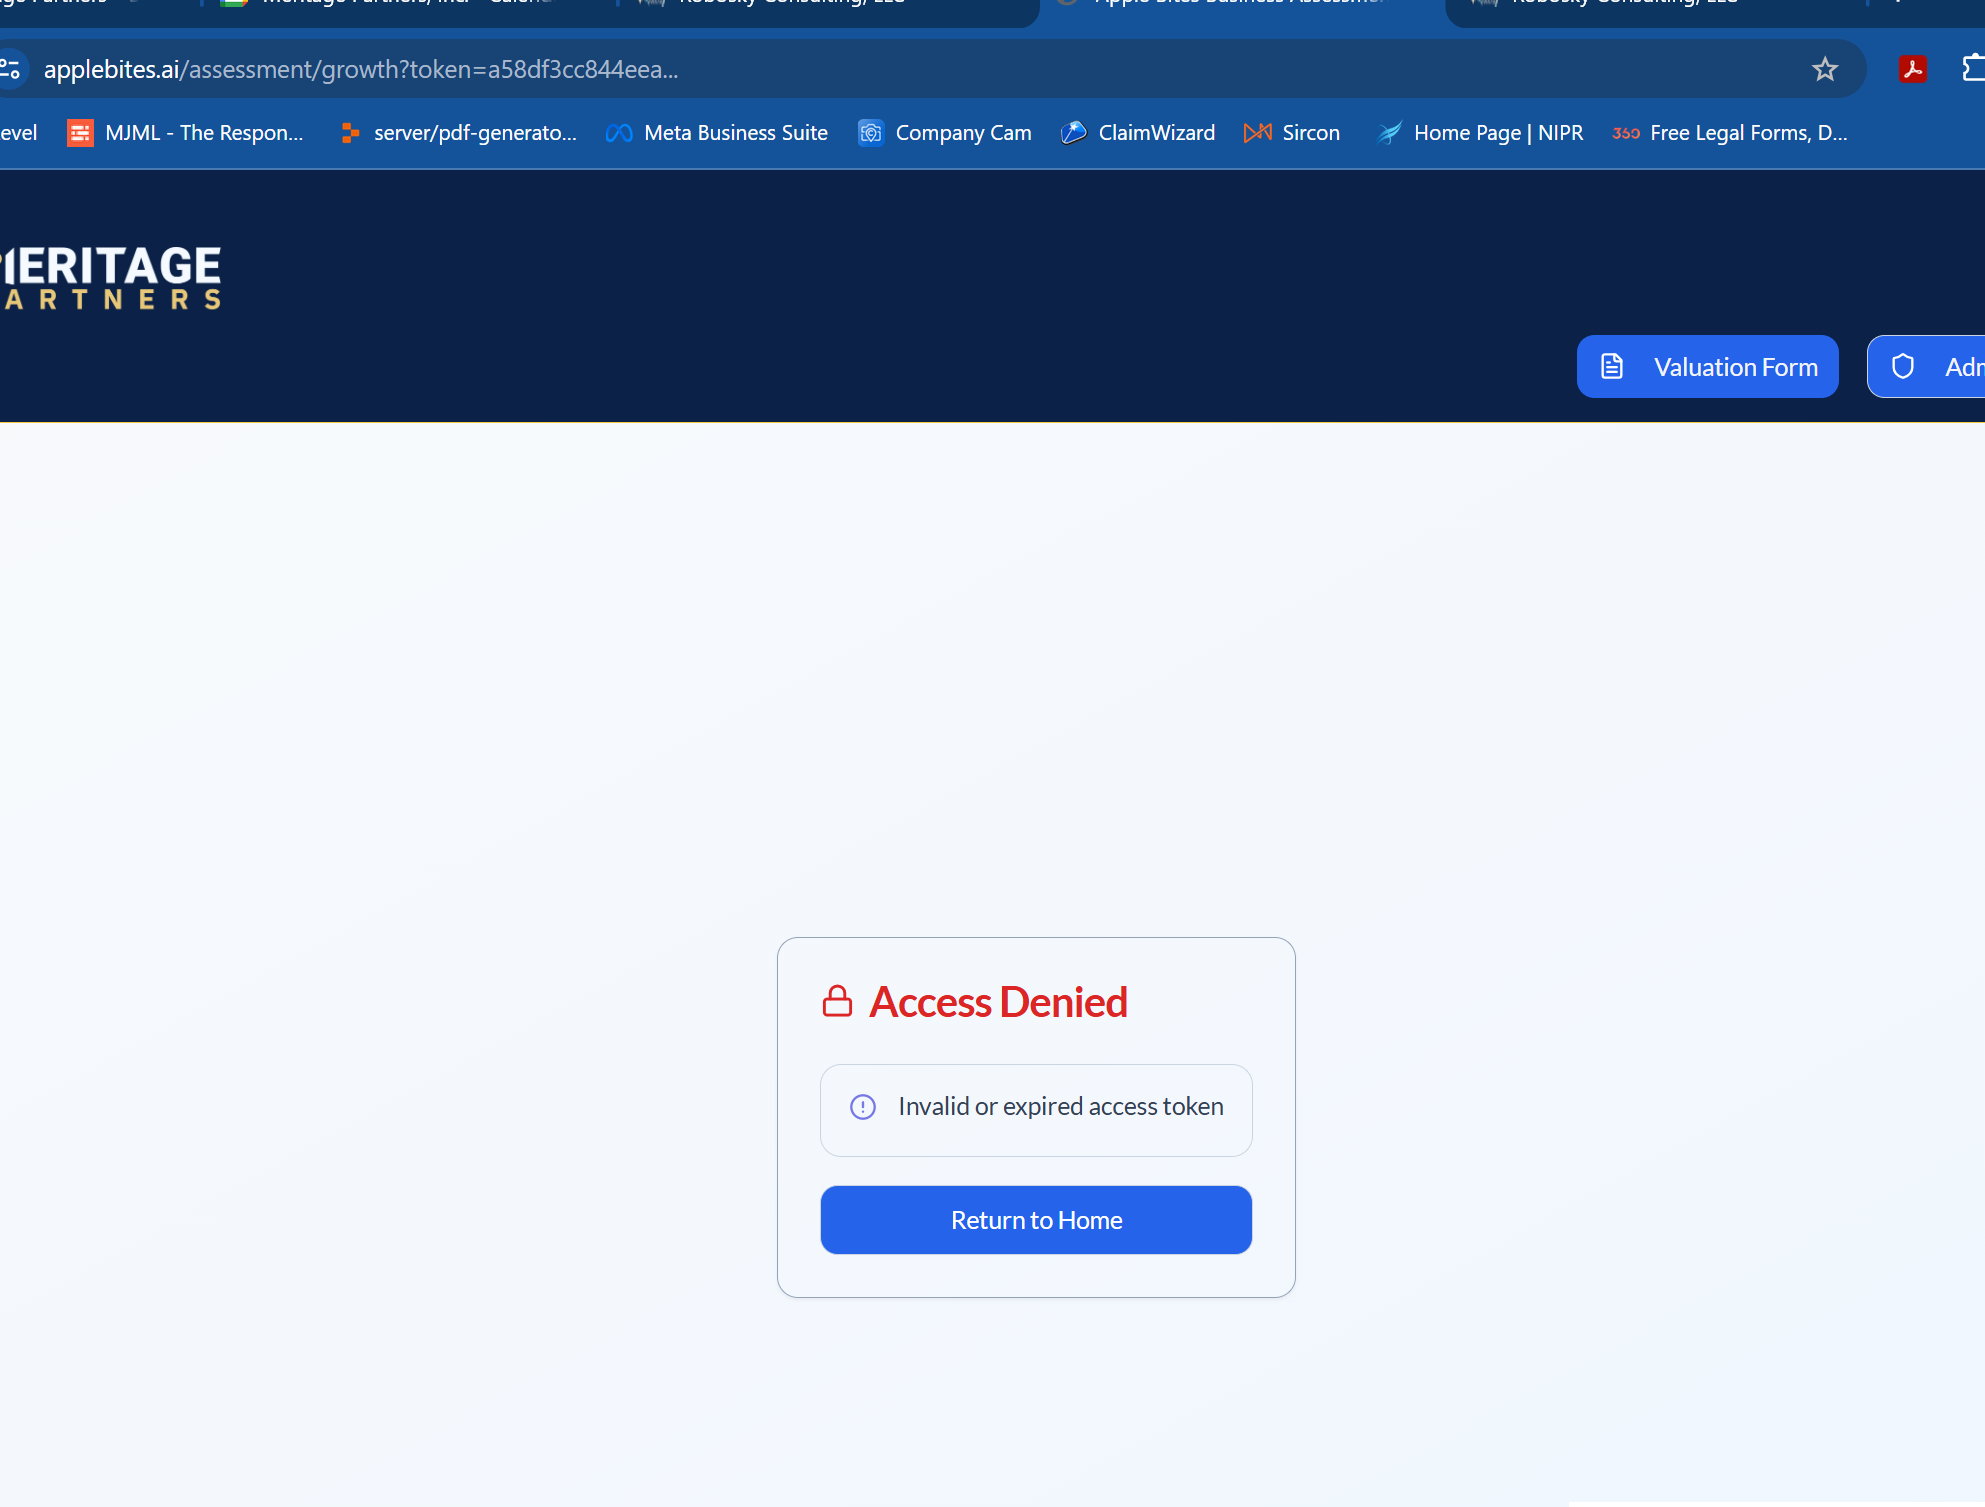 applebites.ai/assessment/growth?token=a58df3cc844eea...
evel MJML - The Respon... server/pdf-generato... Meta Business Suite Company Cam ClaimWizard Sircon Home Page | NIPR 360 Free Legal Forms, D...
MERITAGE
ARTNERS
Valuation Form
Adm
Access Denied
Invalid or expired access token
Return to Home